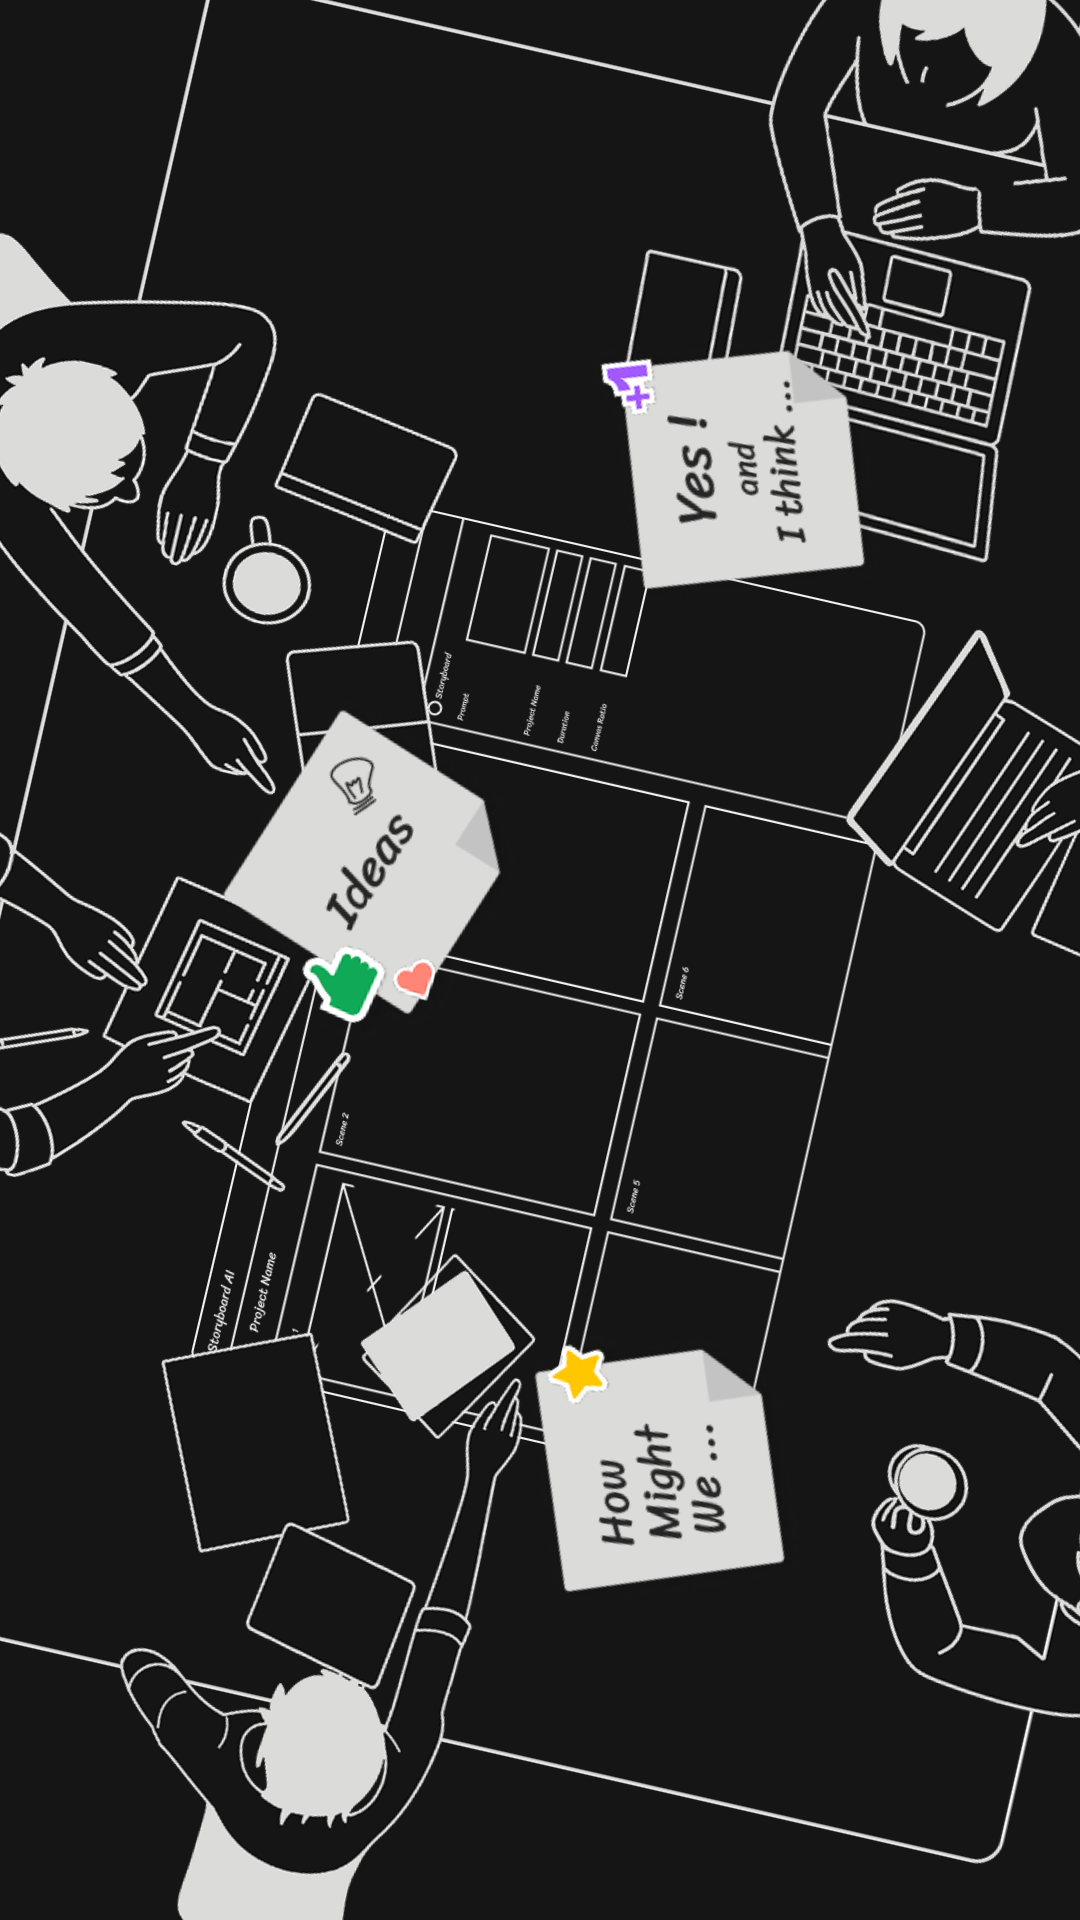 +1
Yes!
and
I think ...
Storyboard
Prompt
Project Name
Duration
Canvas Ratio
Ideas
Scene 6
Scene 2
Scene 5
Storyboard AI
Project Name
How
Might
We ...